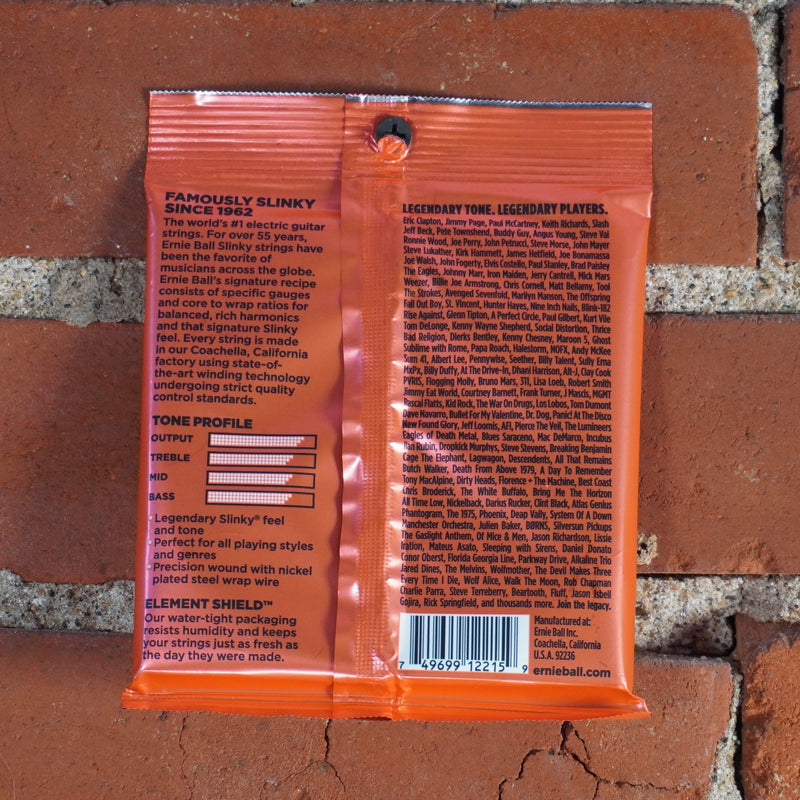 FAMOUSLY SLINKY
SINCE 1962
The world's #1 electric guitar
strings. For over 55 years,
Ernie Ball Slinky strings have
been the favorite of
musicians across the globe.
Ernie Ball's signature recipe
consists of specific gauges
and core to wrap ratios for
balanced, rich harmonics
and that signature Slinky
feel. Every string is made
in our Coachella, California
factory using state-of-
the-art winding technology
undergoing strict quality
control standards.
TONE PROFILE
OUTPUT
TREBLE
MID
BASS
· Legendary Slinky® feel
and tone
· Perfect for all playing styles
and genres
· Precision wound with nickel
plated steel wrap wire
ELEMENT SHIELD™
Our water-tight packaging
resists humidity and keeps
your strings just as fresh as
the day they were made.
LEGENDARY TONE. LEGENDARY PLAYERS.
Eric Clapton, Jimmy Page, Paul McCartney, Keith Richards, Slash
Jeff Beck, Pete Townshend, Buddy Guy, Angus Young, Steve Vai
Ronnie Wood, Joe Perry, John Petrucci, Steve Morse, John Mayer
Steve Lukather, Kirk Hammett, James Hetfield, Joe Bonamassa
Joe Walsh, John Fogerty, Elvis Costello, Paul Stanley, Brad Paisley
The Eagles, Johnny Marr, Iron Maiden, Jerry Cantrell, Mick Mars
Weezer, Billie Joe Armstrong, Chris Cornell, Matt Bellamy, Tool
The Strokes, Avenged Sevenfold, Marilyn Manson, The Offspring
Fall Out Boy, St. Vincent, Hunter Hayes, Nine Inch Nails, Blink-182
Rise Against, Glenn Tipton, A Perfect Circle, Paul Gilbert, Kurt Vile
Tom DeLonge, Kenny Wayne Shepherd, Social Distortion, Thrice
Bad Religion, Dierks Bentley, Kenny Chesney, Maroon 5, Ghost
Sublime with Rome, Papa Roach, Halestorm, NOFX, Andy McKee
Sum 41, Albert Lee, Pennywise, Seether, Billy Talent, Sully Erna
MxPx, Billy Duffy, At The Drive-In, Dhani Harrison, Alt-J, Clay Cook
PVRIS, Flogging Molly, Bruno Mars, 311, Lisa Loeb, Robert Smith
Jimmy Eat World, Courtney Barnett, Frank Turner, J Mascis, MGMT
Rascal Flatts, Kid Rock, The War On Drugs, Los Lobos, Tom Dumont
Dave Navarro, Bullet For My Valentine, Dr. Dog, Panic! At The Disco
New Found Glory, Jeff Loomis, AFI, Pierce The Veil, The Lumineers
Eagles of Death Metal, Blues Saraceno, Mac DeMarco, Incubus
Ilan Rubin, Dropkick Murphys, Steve Stevens, Breaking Benjamin
Cage The Elephant, Lagwagon, Descendents, All That Remains
Butch Walker, Death From Above 1979, A Day To Remember
Tony MacAlpine, Dirty Heads, Florence + The Machine, Best Coast
Chris Broderick, The White Buffalo, Bring Me The Horizon
All Time Low, Nickelback, Darius Rucker, Clint Black, Atlas Genius
Phantogram, The 1975, Phoenix, Deap Vally, System Of A Down
Manchester Orchestra, Julien Baker, BØRNS, Silversun Pickups
The Gaslight Anthem, Of Mice & Men, Jason Richardson, Lissie
Iration, Mateus Asato, Sleeping with Sirens, Daniel Donato
Conor Oberst, Florida Georgia Line, Parkway Drive, Alkaline Trio
Jared Dines, The Melvins, Wolfmother, The Devil Makes Three
Every Time I Die, Wolf Alice, Walk The Moon, Rob Chapman
Charlie Parra, Steve Terreberry, Beartooth, Fluff, Jason Isbell
Gojira, Rick Springfield, and thousands more. Join the legacy.
7 49699 12215 9
Manufactured at:
Ernie Ball Inc.
Coachella, California
U.S.A. 92236
ernieball.com